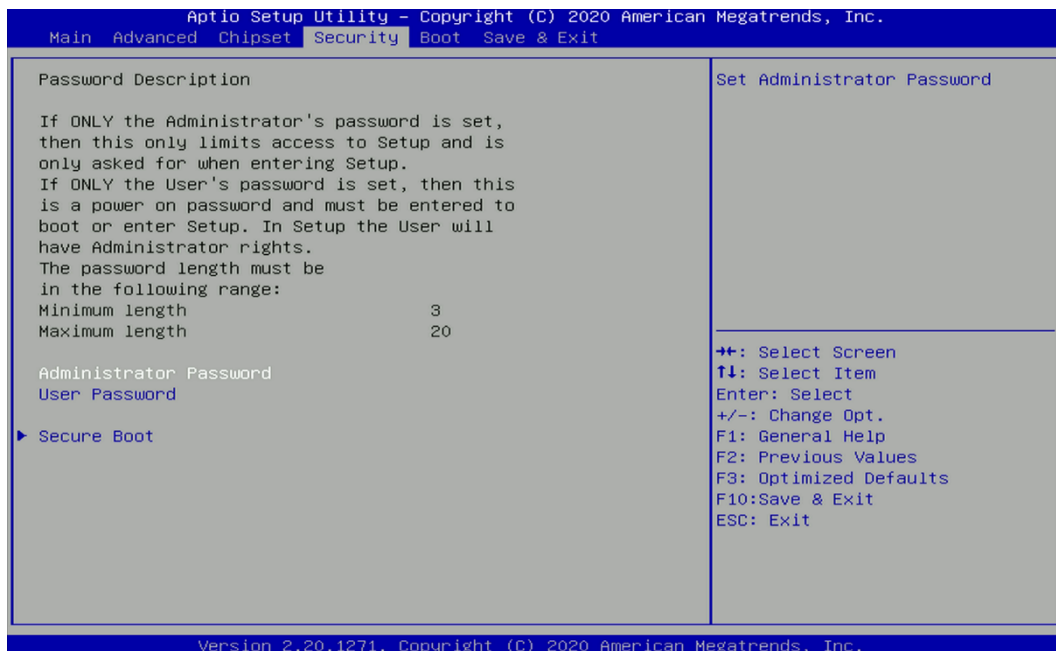 Aptio Setup Utility – Copyright (C) 2020 American Megatrends, Inc.
Main Advanced Chipset Security Boot Save & Exit
Password Description
If ONLY the Administrator's password is set,
then this only limits access to Setup and is
only asked for when entering Setup.
If ONLY the User's password is set, then this
is a power on password and must be entered to
boot or enter Setup. In Setup the User will
have Administrator rights.
The password length must be
in the following range:
Minimum length 3
Maximum length 20
Administrator Password
User Password
Secure Boot
Set Administrator Password
→←: Select Screen
↑↓: Select Item
Enter: Select
+/-: Change Opt.
F1: General Help
F2: Previous Values
F3: Optimized Defaults
F10:Save & Exit
ESC: Exit
Version 2.20.1271. Copyright (C) 2020 American Megatrends, Inc.